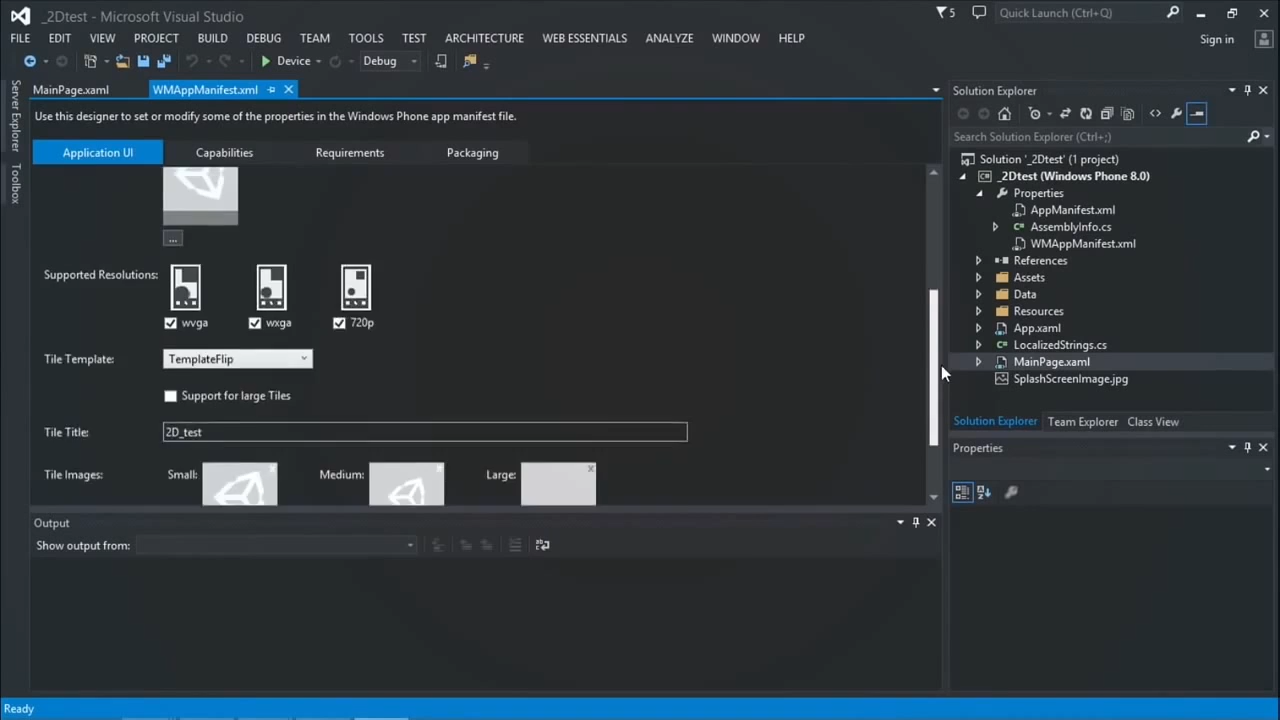 _2Dtest - Microsoft Visual Studio
5
Quick Launch (Ctrl+Q)
FILE EDIT VIEW PROJECT BUILD DEBUG TEAM TOOLS TEST ARCHITECTURE WEB ESSENTIALS ANALYZE WINDOW HELP
Sign in
Device
Debug
Server Explorer
Toolbox
MainPage.xaml
WMAppManifest.xml
Use this designer to set or modify some of the properties in the Windows Phone app manifest file.
Application UI
Capabilities
Requirements
Packaging
...
Supported Resolutions:
wvga
wxga
720p
Tile Template:
TemplateFlip
Support for large Tiles
Tile Title:
2D_test
Tile Images:
Small:
Medium:
Large:
Output
Show output from:
Solution Explorer
Search Solution Explorer (Ctrl+;)
Solution '_2Dtest' (1 project)
_2Dtest (Windows Phone 8.0)
Properties
AppManifest.xml
C# AssemblyInfo.cs
WMAppManifest.xml
References
Assets
Data
Resources
App.xaml
C# LocalizedStrings.cs
MainPage.xaml
SplashScreenImage.jpg
Solution Explorer
Team Explorer
Class View
Properties
Ready